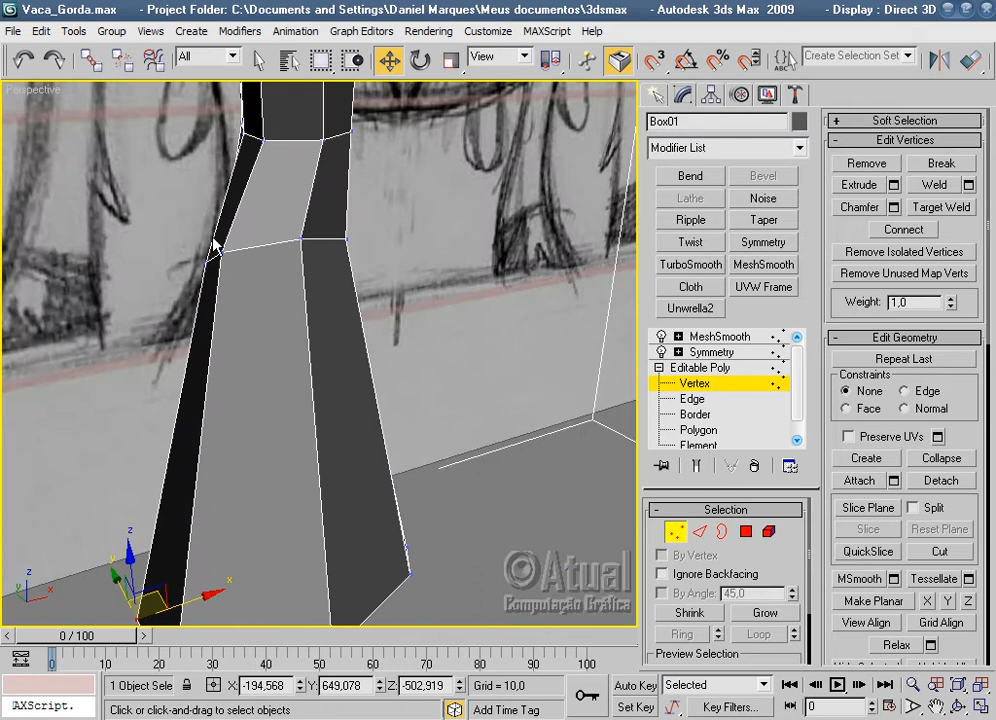 Vaca_Gorda.max - Project Folder: C:\Documents and Settings\Daniel Marques\Meus documentos\3dsmax - Autodesk 3ds Max 2009 - Display : Direct 3D
File Edit Tools Group Views Create Modifiers Animation Graph Editors Rendering Customize MAXScript Help
All View Create Selection Set
Perspective
Box01
Modifier List
Bend Bevel
Lathe Noise
Ripple Taper
Twist Symmetry
TurboSmooth MeshSmooth
Cloth UVW Frame
Unwrella2
MeshSmooth
Symmetry
Editable Poly
Vertex
Edge
Border
Polygon
Element
- Selection
By Vertex
Ignore Backfacing
By Angle: 45,0
Shrink Grow
Ring Loop
Preview Selection
+ Soft Selection
- Edit Vertices
Remove Break
Extrude Weld
Chamfer Target Weld
Connect
Remove Isolated Vertices
Remove Unused Map Verts
Weight: 1,0
- Edit Geometry
Repeat Last
Constraints
None Edge
Face Normal
Preserve UVs
Create Collapse
Attach Detach
Slice Plane Split
Slice Reset Plane
QuickSlice Cut
MSmooth Tessellate
Make Planar X Y Z
View Align Grid Align
Relax
z
y
x
z
x
©Atual
Computação Gráfica
< 0 / 100 >
0 10 20 30 40 50 60 70 80 90 100
1 Object Sele X: -194,568 Y: 649,078 Z: -502,919 Grid = 10,0 Auto Key Selected
AXScript. Click or click-and-drag to select objects Add Time Tag Set Key Key Filters... 0